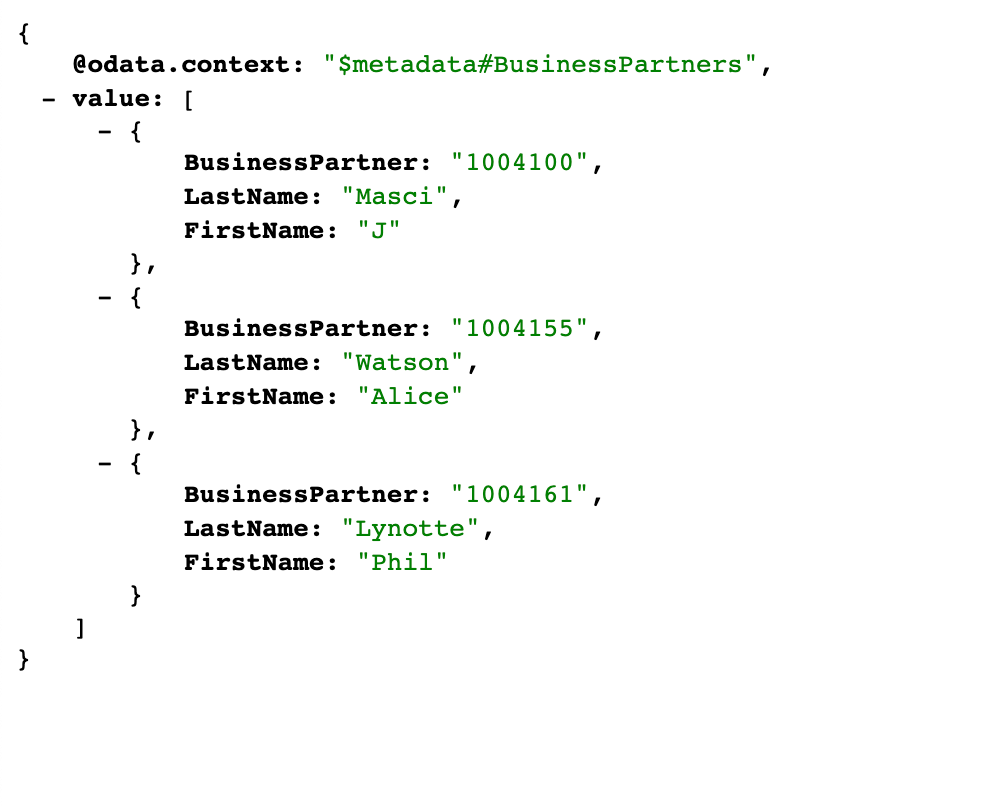 {
    @odata.context: "$metadata#BusinessPartners",
  - value: [
      - {
            BusinessPartner: "1004100",
            LastName: "Masci",
            FirstName: "J"
        },
      - {
            BusinessPartner: "1004155",
            LastName: "Watson",
            FirstName: "Alice"
        },
      - {
            BusinessPartner: "1004161",
            LastName: "Lynotte",
            FirstName: "Phil"
        }
    ]
}